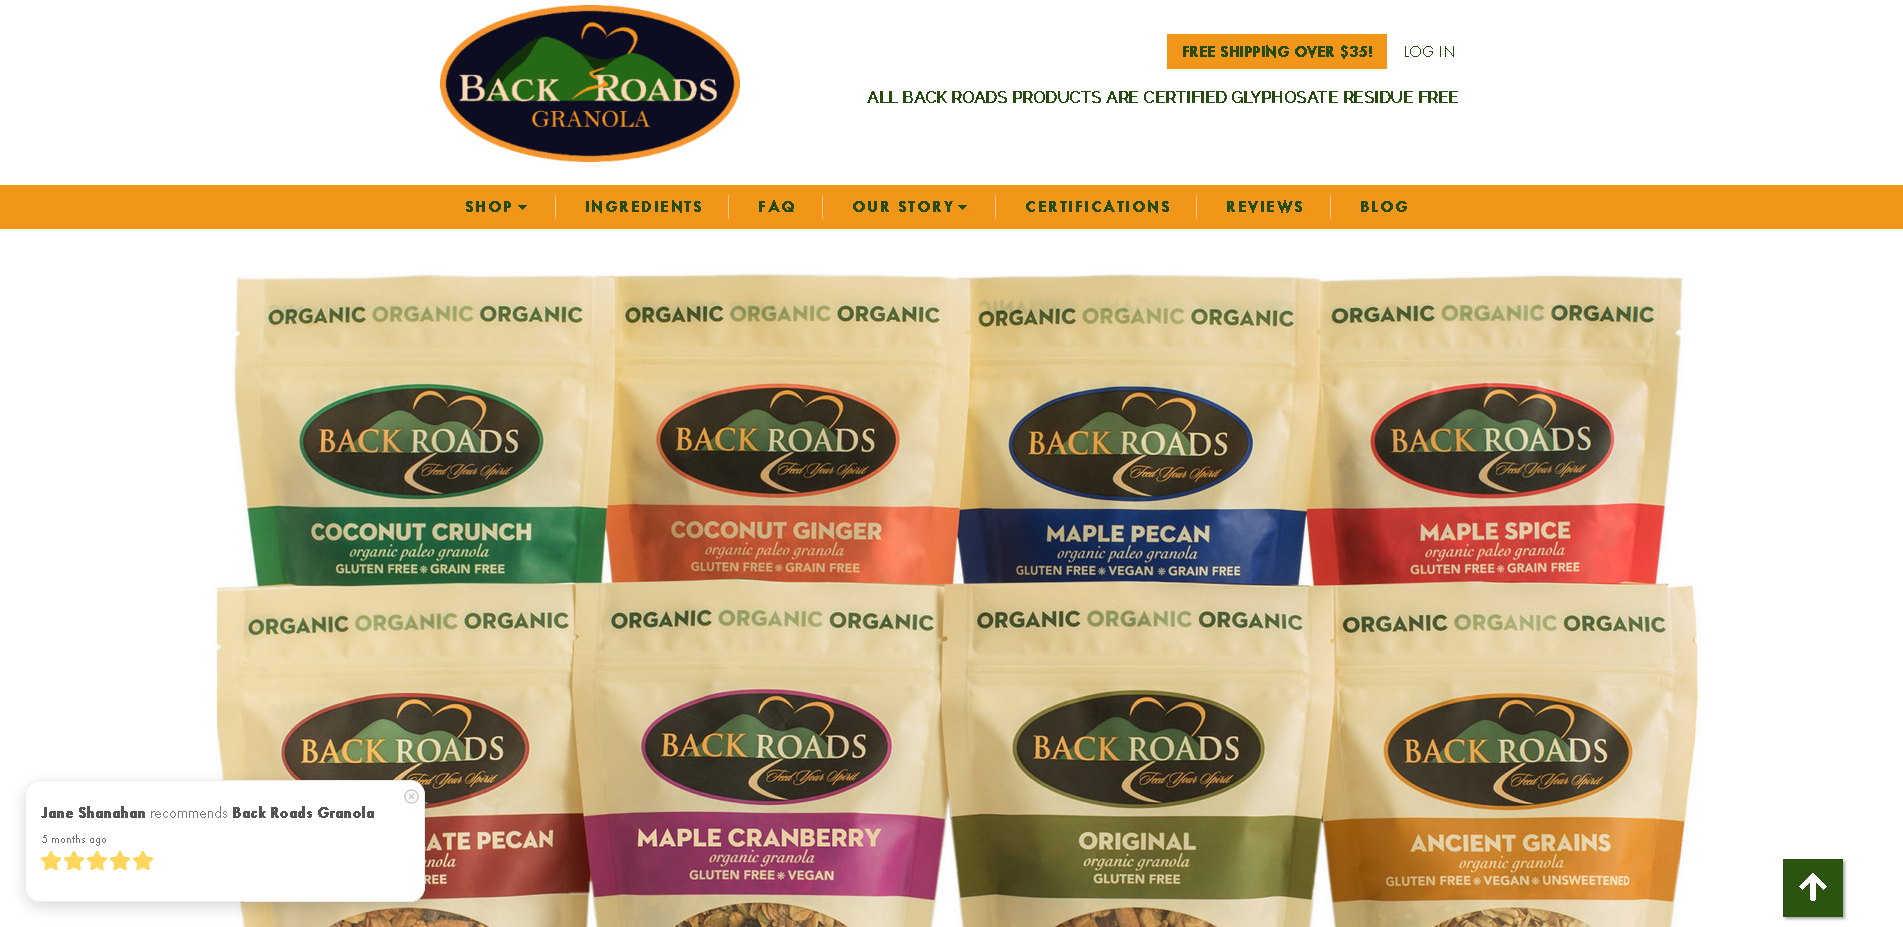 BACK ROADS
GRANOLA
FREE SHIPPING OVER $35!
LOG IN
ALL BACK ROADS PRODUCTS ARE CERTIFIED GLYPHOSATE RESIDUE FREE
SHOP
INGREDIENTS
FAQ
OUR STORY
CERTIFICATIONS
REVIEWS
BLOG
ORGANIC ORGANIC ORGANIC
BACK ROADS
Feed Your Spirit
COCONUT CRUNCH
organic paleo granola
GLUTEN FREE * GRAIN FREE
ORGANIC ORGANIC ORGANIC
BACK ROADS
Feed Your Spirit
COCONUT GINGER
organic paleo granola
GLUTEN FREE * GRAIN FREE
ORGANIC ORGANIC ORGANIC
BACK ROADS
Feed Your Spirit
MAPLE PECAN
organic paleo granola
GLUTEN FREE * VEGAN * GRAIN FREE
ORGANIC ORGANIC ORGANIC
BACK ROADS
Feed Your Spirit
MAPLE SPICE
organic paleo granola
GLUTEN FREE * GRAIN FREE
ORGANIC ORGANIC ORGANIC
BACK ROADS
Feed Your Spirit
ATE PECAN
nola
REE
ORGANIC ORGANIC ORGANIC
BACK ROADS
Feed Your Spirit
MAPLE CRANBERRY
organic granola
GLUTEN FREE * VEGAN
ORGANIC ORGANIC ORGANIC
BACK ROADS
Feed Your Spirit
ORIGINAL
organic granola
GLUTEN FREE
ORGANIC ORGANIC ORGANIC
BACK ROADS
Feed Your Spirit
ANCIENT GRAINS
organic granola
GLUTEN FREE * VEGAN * UNSWEETENED
Jane Shanahan recommends Back Roads Granola
5 months ago